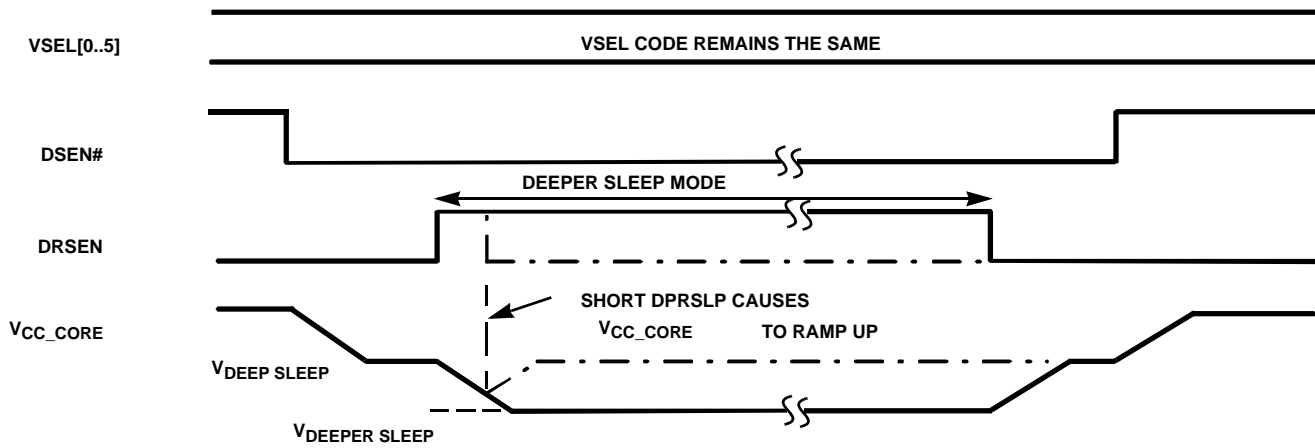 VSEL[0..5]
VSEL CODE REMAINS THE SAME
DSEN#
DEEPER SLEEP MODE
DRSEN
SHORT DPRSLP CAUSES
VCC_CORE TO RAMP UP
VCC_CORE
VDEEP SLEEP
VDEEPER SLEEP